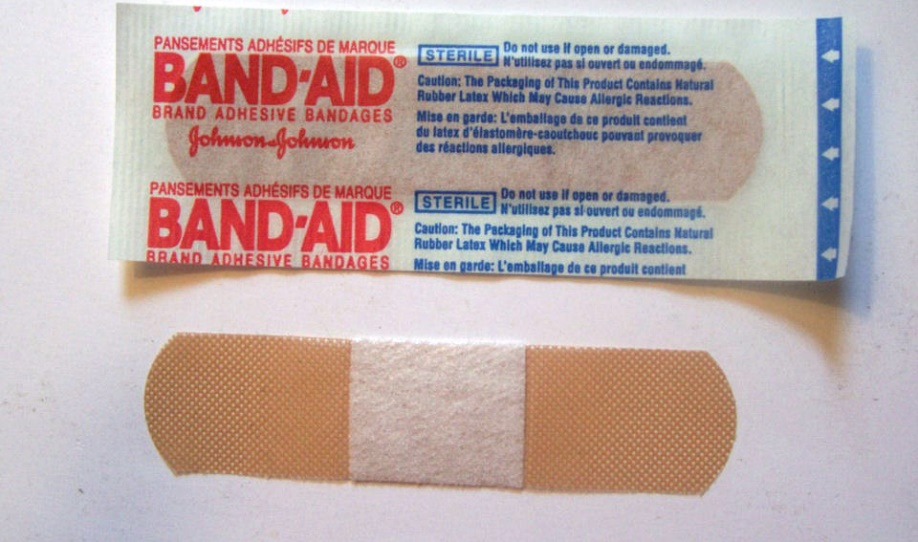 PANSEMENTS ADHÉSIFS DE MARQUE
BAND-AID®
BRAND ADHESIVE BANDAGES
Johnson & Johnson
STERILE
Do not use if open or damaged.
N'utilisez pas si ouvert ou endommagé.
Caution: The Packaging of This Product Contains Natural
Rubber Latex Which May Cause Allergic Reactions.
Mise en garde: L'emballage de ce produit contient
du latex d'élastomère-caoutchouc pouvant provoquer
des réactions allergiques.
PANSEMENTS ADHÉSIFS DE MARQUE
BAND-AID®
BRAND ADHESIVE BANDAGES
STERILE
Do not use if open or damaged.
N'utilisez pas si ouvert ou endommagé.
Caution: The Packaging of This Product Contains Natural
Rubber Latex Which May Cause Allergic Reactions.
Mise en garde: L'emballage de ce produit contient